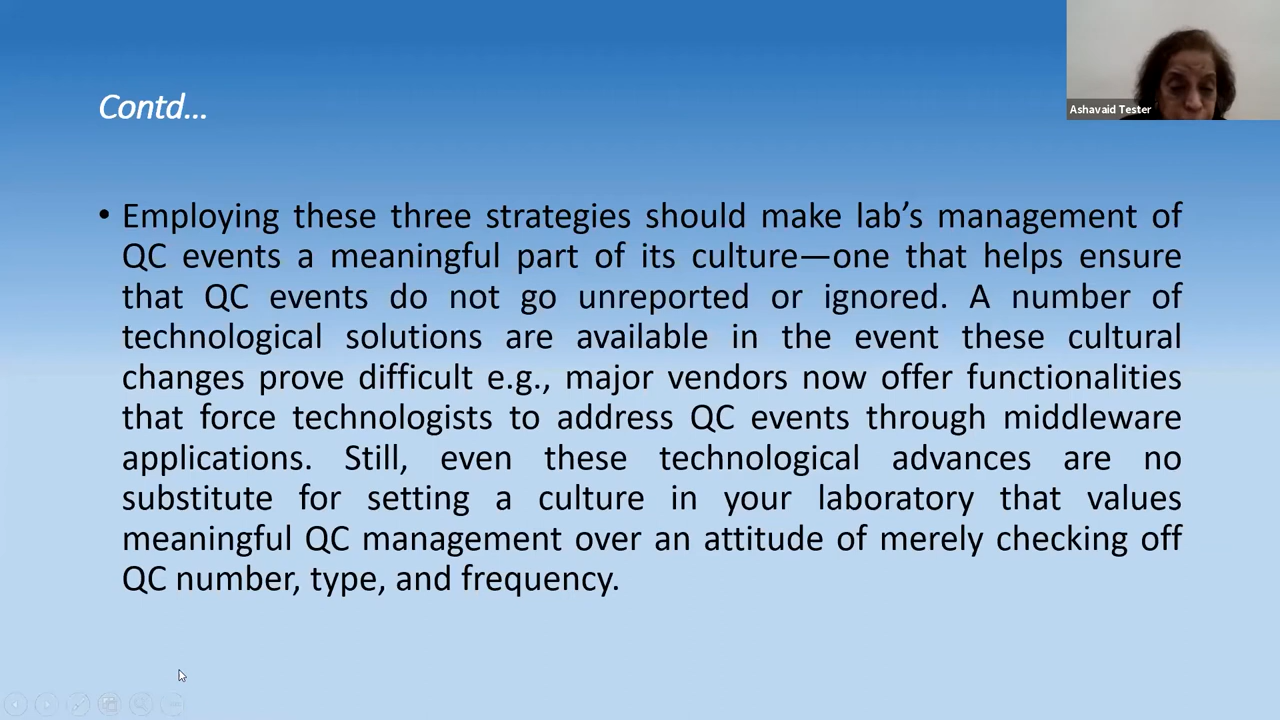 Ashavaid Tester
Contd...
• Employing these three strategies should make lab’s management of
QC events a meaningful part of its culture—one that helps ensure
that QC events do not go unreported or ignored. A number of
technological solutions are available in the event these cultural
changes prove difficult e.g., major vendors now offer functionalities
that force technologists to address QC events through middleware
applications. Still, even these technological advances are no
substitute for setting a culture in your laboratory that values
meaningful QC management over an attitude of merely checking off
QC number, type, and frequency.